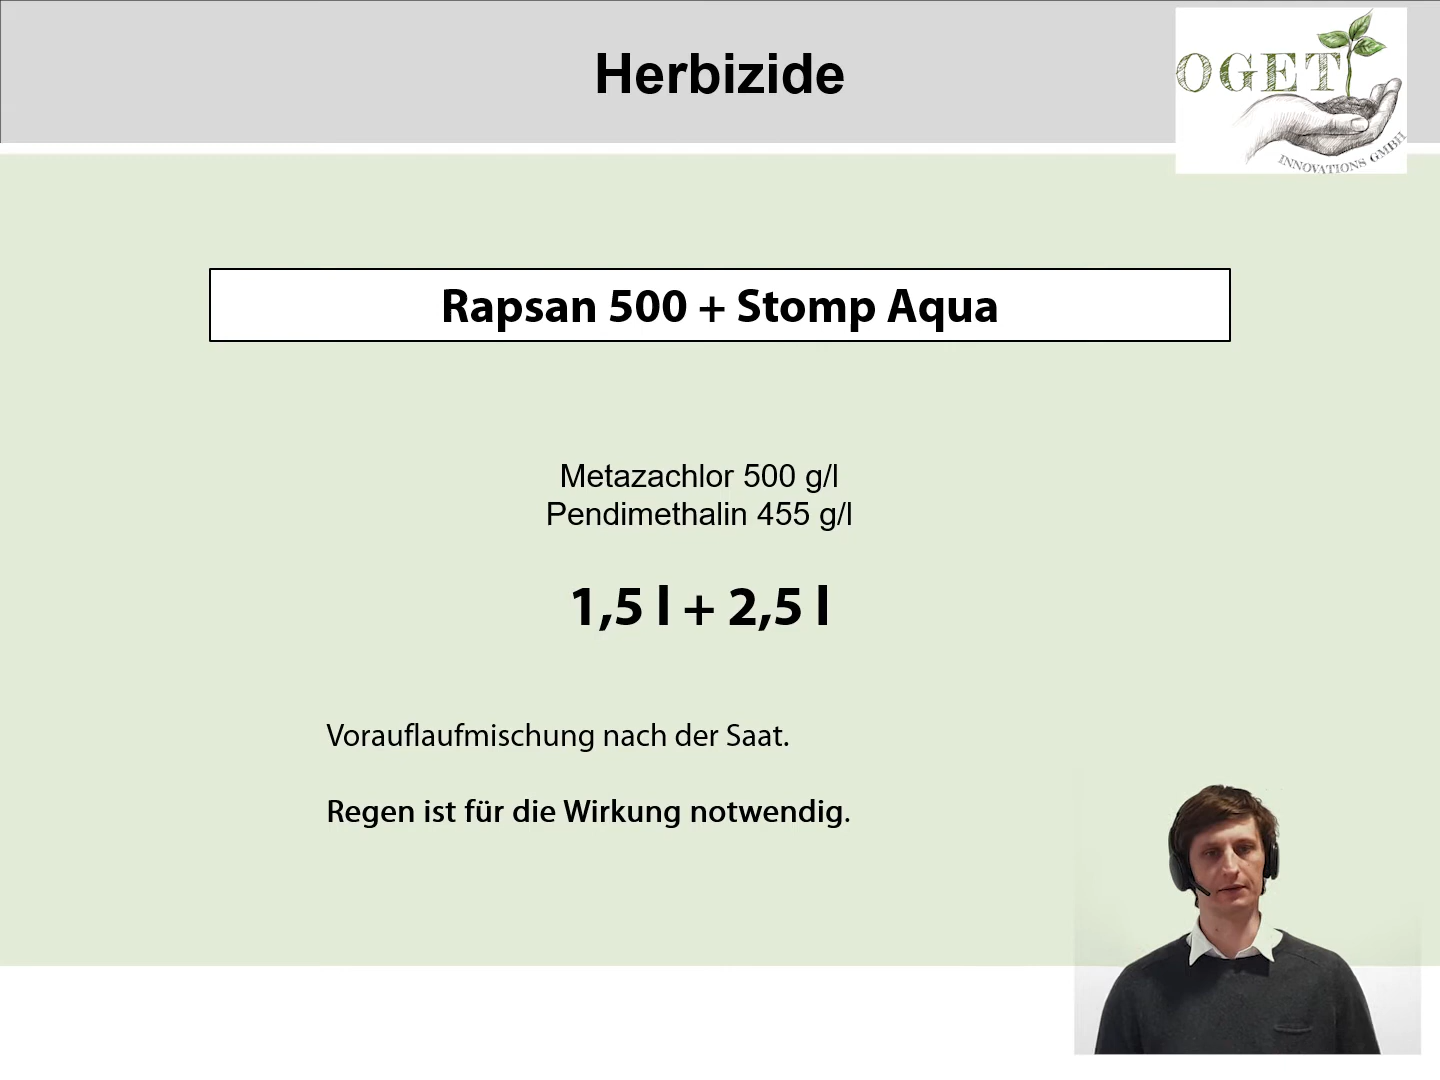 Herbizide
OGET
INNOVATIONS GMBH
Rapsan 500 + Stomp Aqua
Metazachlor 500 g/l
Pendimethalin 455 g/l
1,5 l + 2,5 l
Vorauflaufmischung nach der Saat.
Regen ist für die Wirkung notwendig.